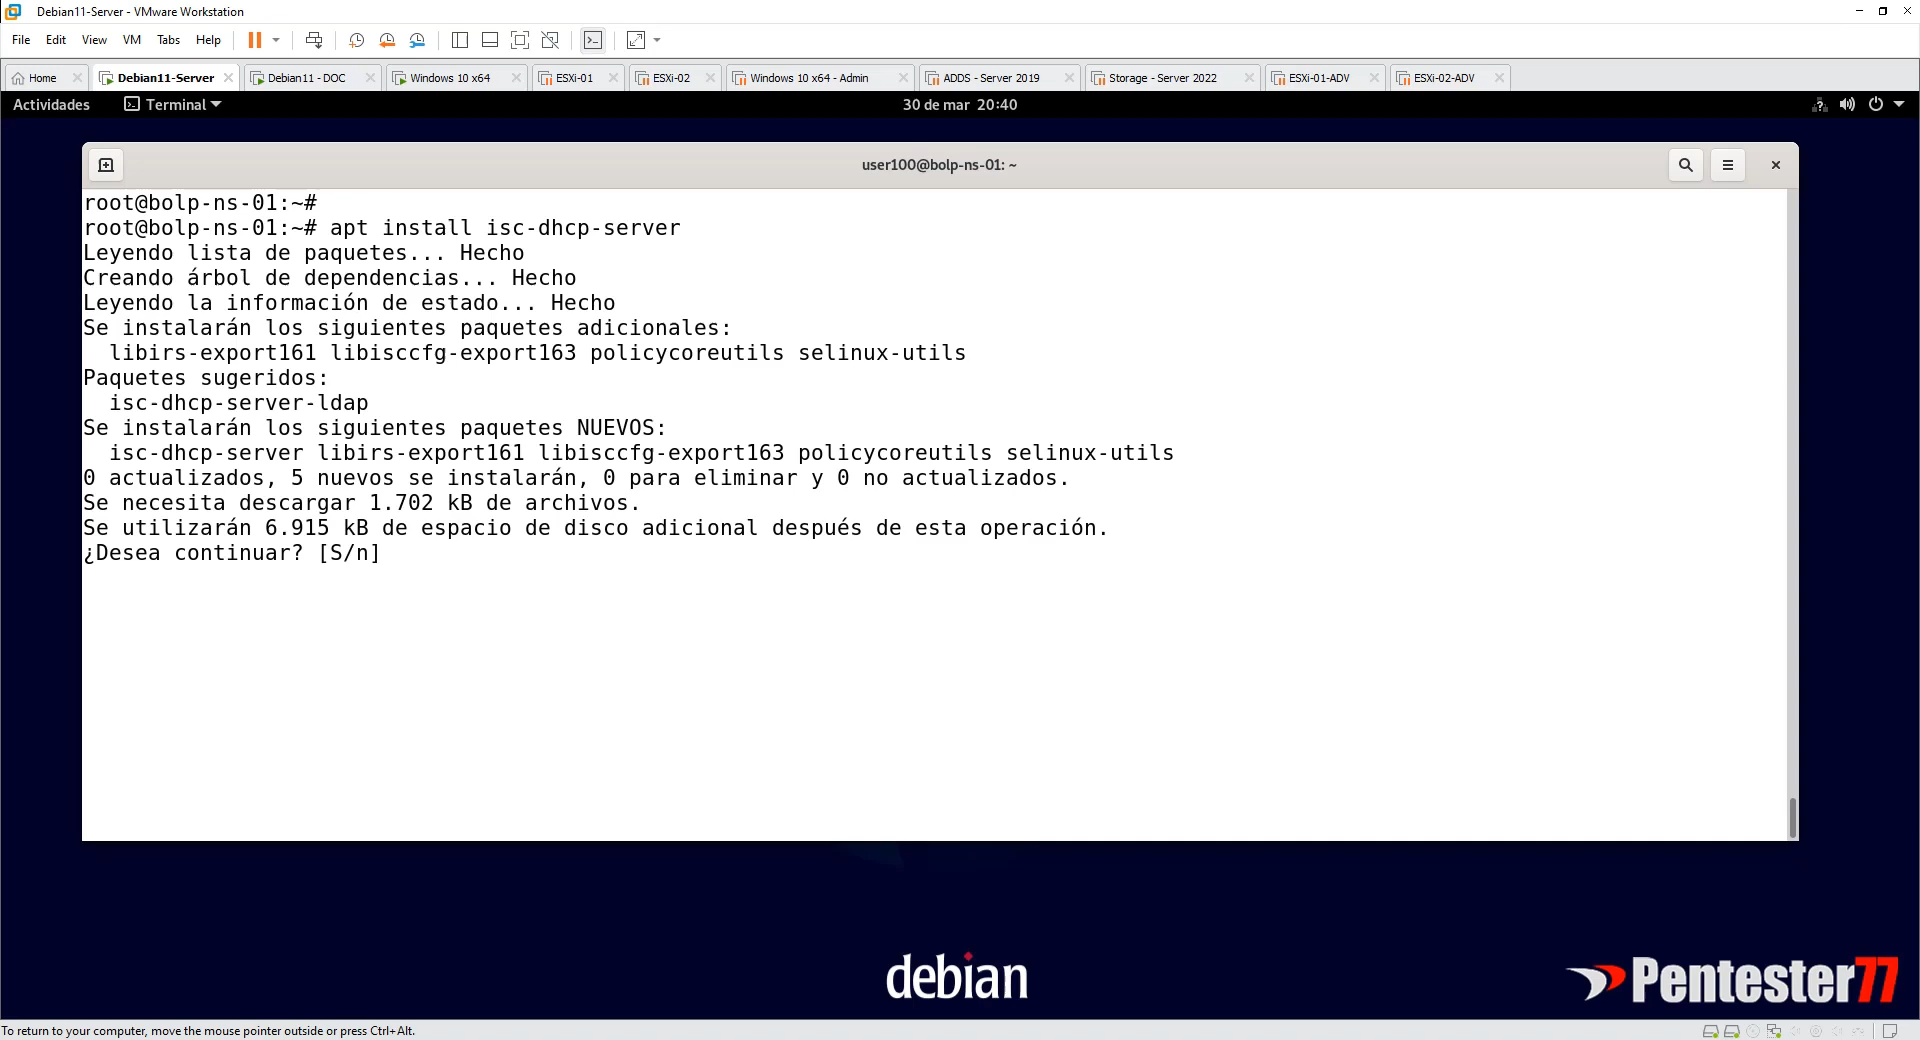 Debian11-Server - VMware Workstation
File Edit View VM Tabs Help
Home Debian11-Server Debian11 - DOC Windows 10 x64 ESXi-01 ESXi-02 Windows 10 x64 - Admin ADDS - Server 2019 Storage - Server 2022 ESXi-01-ADV ESXi-02-ADV
Actividades Terminal 30 de mar 20:40
user100@bolp-ns-01: ~
root@bolp-ns-01:~#
root@bolp-ns-01:~# apt install isc-dhcp-server
Leyendo lista de paquetes... Hecho
Creando árbol de dependencias... Hecho
Leyendo la información de estado... Hecho
Se instalarán los siguientes paquetes adicionales:
libirs-export161 libisccfg-export163 policycoreutils selinux-utils
Paquetes sugeridos:
isc-dhcp-server-ldap
Se instalarán los siguientes paquetes NUEVOS:
isc-dhcp-server libirs-export161 libisccfg-export163 policycoreutils selinux-utils
0 actualizados, 5 nuevos se instalarán, 0 para eliminar y 0 no actualizados.
Se necesita descargar 1.702 kB de archivos.
Se utilizarán 6.915 kB de espacio de disco adicional después de esta operación.
¿Desea continuar? [S/n]
debian
Pentester77
To return to your computer, move the mouse pointer outside or press Ctrl+Alt.